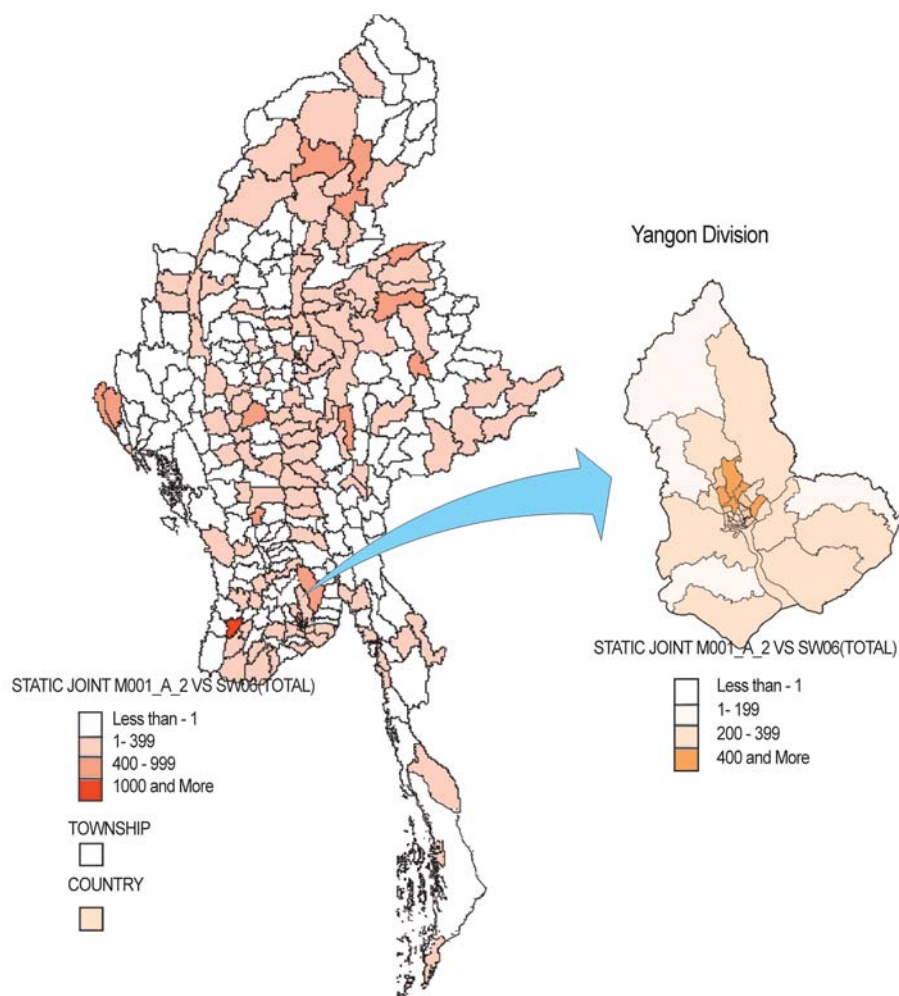 Yangon Division
STATIC JOINT M001_A_2 VS SW06(TOTAL)
Less than - 1
1- 399
400 - 999
1000 and More
TOWNSHIP
COUNTRY
STATIC JOINT M001_A_2 VS SW06(TOTAL)
Less than - 1
1- 199
200 - 399
400 and More